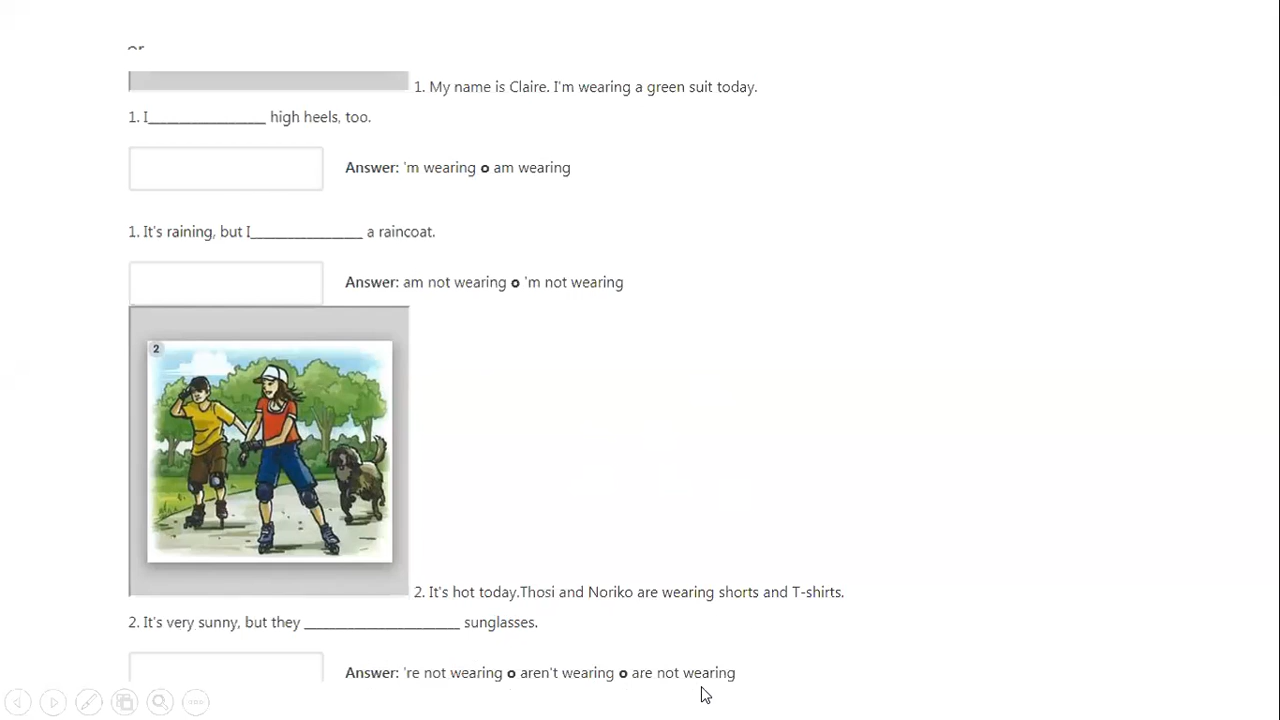 or
1. My name is Claire. I'm wearing a green suit today.
1. I_________________ high heels, too.
Answer: 'm wearing o am wearing
1. It's raining, but I________________ a raincoat.
Answer: am not wearing o 'm not wearing
2
2. It's hot today.Thosi and Noriko are wearing shorts and T-shirts.
2. It's very sunny, but they ______________________ sunglasses.
Answer: 're not wearing o aren't wearing o are not wearing